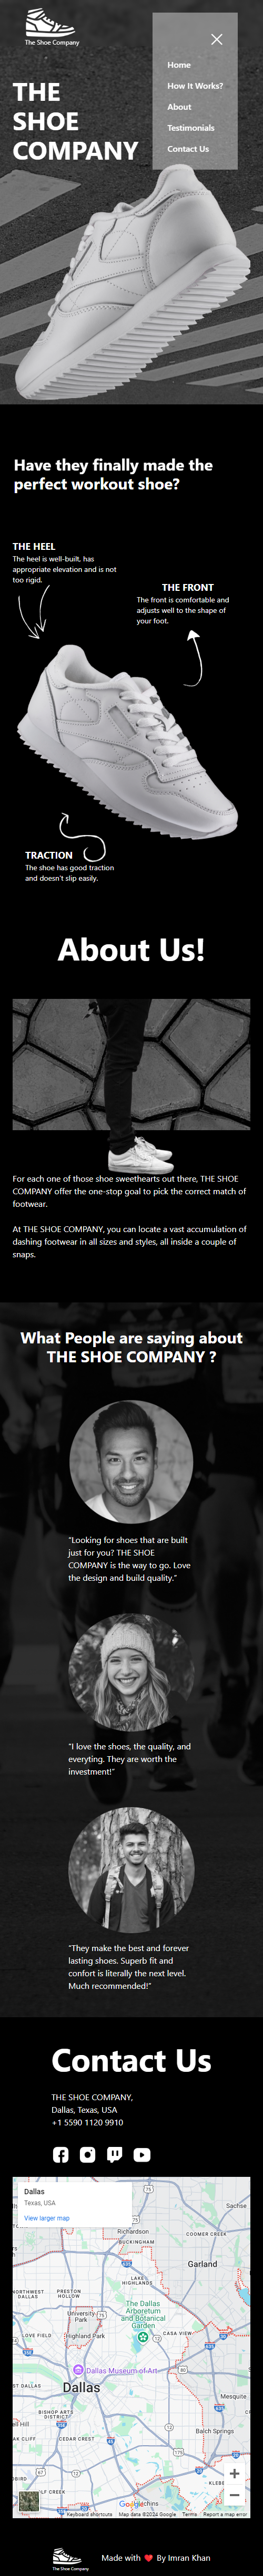 The Shoe Company
Home
How It Works?
About
Testimonials
Contact Us
THE
SHOE
COMPANY
Have they finally made the
perfect workout shoe?
THE HEEL
The heel is well-built, has
appropriate elevation and is not
too rigid.
THE FRONT
The front is comfortable and
adjusts well to the shape of
your foot.
TRACTION
The shoe has good traction
and doesn't slip easily.
About Us!
For each one of those shoe sweethearts out there, THE SHOE
COMPANY offer the one-stop goal to pick the correct match of
footwear.
At THE SHOE COMPANY, you can locate a vast accumulation of
dashing footwear in all sizes and styles, all inside a couple of
snaps.
What People are saying about
THE SHOE COMPANY ?
"Looking for shoes that are built
just for you? THE SHOE
COMPANY is the way to go. Love
the design and build quality."
"I love the shoes, the quality, and
everyting. They are worth the
investment!"
"They make the best and forever
lasting shoes. Superb fit and
confort is literally the next level.
Much recommended!"
Contact Us
THE SHOE COMPANY,
Dallas, Texas, USA
+1 5590 1120 9910
Dallas
Texas, USA
View larger map
Sachse
Richardson
BUCKINGHAM
COOMER CREEK
Garland
LAKE
HIGHLANDS
NORTHWEST
DALLAS
PRESTON
HOLLOW
The Dallas
Arboretum
and Botanical
Garden
University
Park
LOVE FIELD
Highland Park
CASA VIEW
Dallas Museum of Art
ST DALLAS
Dallas
Mesquite
BISHOP ARTS
DISTRICT
Balch Springs
AK CLIFF
CEDAR CREST
KLEBE
LF CREEK
Google
Hutchins
Keyboard shortcuts
Map data ©2024 Google
Terms
Report a map error
The Shoe Company
Made with ❤ By Imran Khan